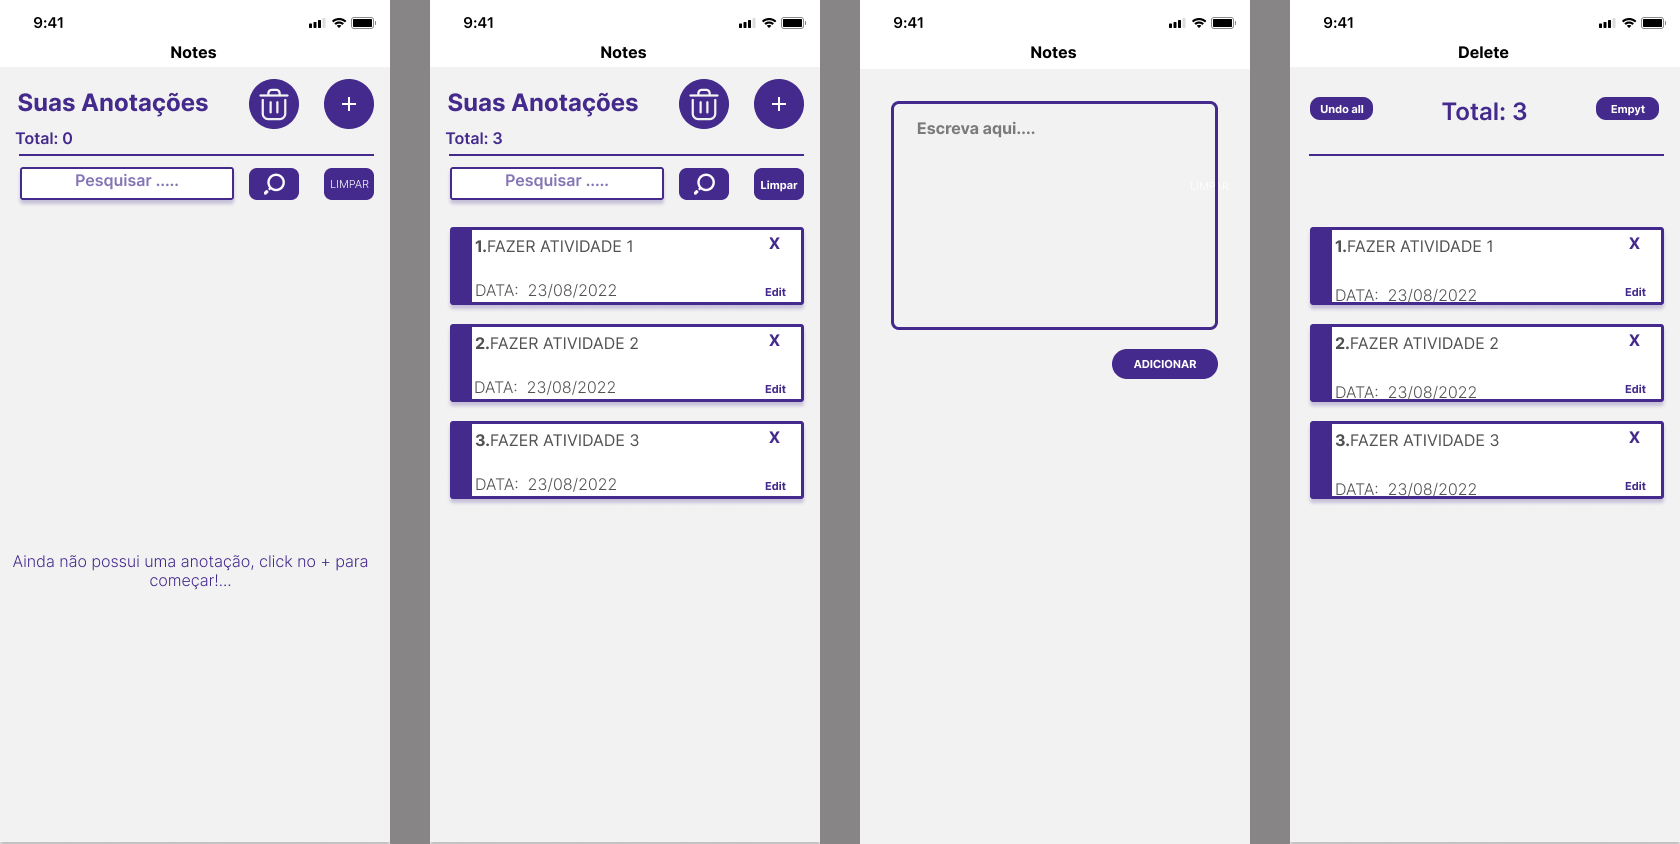 9:41
Notes
Suas Anotações
Total: 0
Pesquisar .....
LIMPAR
Ainda não possui uma anotação, click no + para
começar!...
9:41
Notes
Suas Anotações
Total: 3
Pesquisar .....
Limpar
1.FAZER ATIVIDADE 1
X
DATA: 23/08/2022
Edit
2.FAZER ATIVIDADE 2
X
DATA: 23/08/2022
Edit
3.FAZER ATIVIDADE 3
X
DATA: 23/08/2022
Edit
9:41
Notes
Escreva aqui....
LIMPAR
ADICIONAR
9:41
Delete
Undo all
Total: 3
Empyt
1.FAZER ATIVIDADE 1
X
DATA: 23/08/2022
Edit
2.FAZER ATIVIDADE 2
X
DATA: 23/08/2022
Edit
3.FAZER ATIVIDADE 3
X
DATA: 23/08/2022
Edit